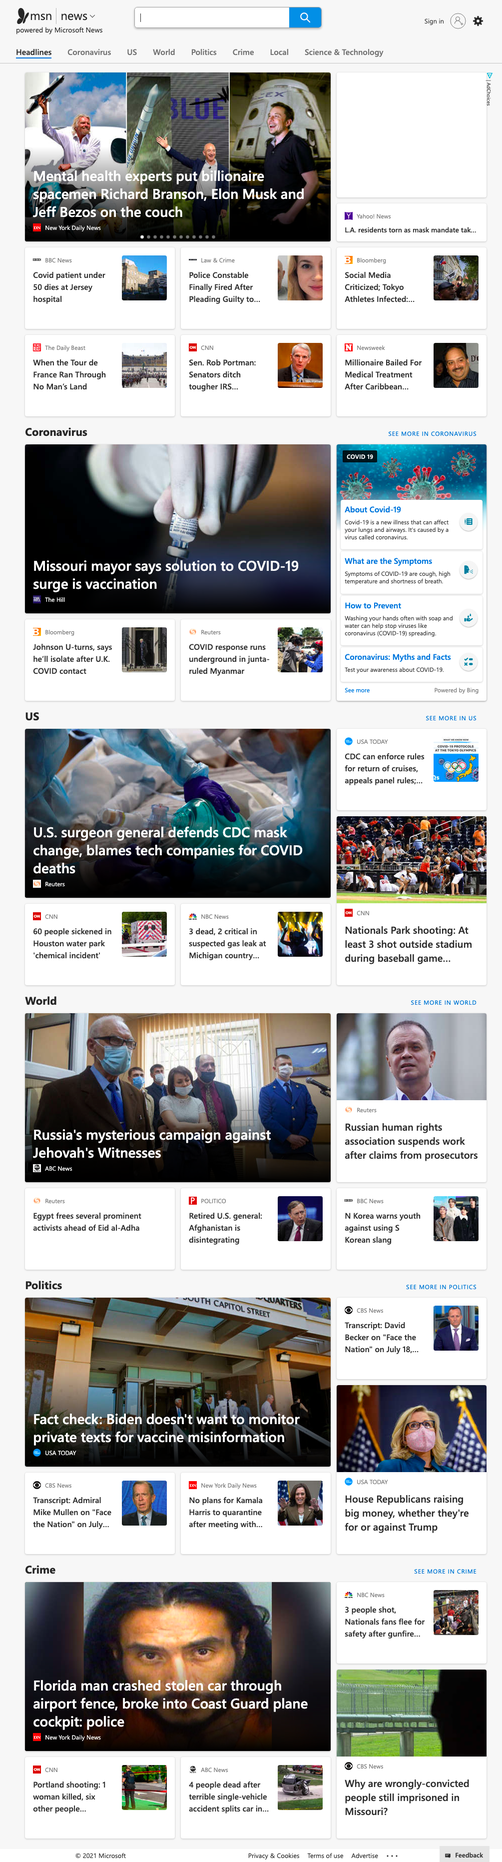 msn | news
powered by Microsoft News
Sign in
Headlines Coronavirus US World Politics Crime Local Science & Technology
AdChoices
BLUE
Mental health experts put billionaire
spacemen Richard Branson, Elon Musk and
Jeff Bezos on the couch
New York Daily News
Yahoo! News
L.A. residents torn as mask mandate tak...
BBC News
Covid patient under
50 dies at Jersey
hospital
Law & Crime
Police Constable
Finally Fired After
Pleading Guilty to...
Bloomberg
Social Media
Criticized; Tokyo
Athletes Infected:...
The Daily Beast
When the Tour de
France Ran Through
No Man's Land
CNN
Sen. Rob Portman:
Senators ditch
tougher IRS...
Newsweek
Millionaire Bailed For
Medical Treatment
After Caribbean...
Coronavirus
SEE MORE IN CORONAVIRUS
Missouri mayor says solution to COVID-19
surge is vaccination
The Hill
COVID 19
About Covid-19
Covid-19 is a new illness that can affect
your lungs and airways. It's caused by a
virus called coronavirus.
What are the Symptoms
Symptoms of COVID-19 are cough, high
temperature and shortness of breath.
How to Prevent
Washing your hands often with soap and
water can help stop viruses like
coronavirus (COVID-19) spreading.
Coronavirus: Myths and Facts
Test your awareness about COVID-19.
See more
Powered by Bing
Bloomberg
Johnson U-turns, says
he'll isolate after U.K.
COVID contact
Reuters
COVID response runs
underground in junta-
ruled Myanmar
US
SEE MORE IN US
U.S. surgeon general defends CDC mask
change, blames tech companies for COVID
deaths
Reuters
USA TODAY
CDC can enforce rules
for return of cruises,
appeals panel rules;...
COVID-19 PROTOCOLS
AT THE TOKYO OLYMPICS
CNN
Nationals Park shooting: At
least 3 shot outside stadium
during baseball game...
CNN
60 people sickened in
Houston water park
'chemical incident'
NBC News
3 dead, 2 critical in
suspected gas leak at
Michigan country...
World
SEE MORE IN WORLD
Russia's mysterious campaign against
Jehovah's Witnesses
ABC News
Reuters
Russian human rights
association suspends work
after claims from prosecutors
Reuters
Egypt frees several prominent
activists ahead of Eid al-Adha
POLITICO
Retired U.S. general:
Afghanistan is
disintegrating
BBC News
N Korea warns youth
against using S
Korean slang
Politics
SEE MORE IN POLITICS
SOUTH CAPITOL STREET
Fact check: Biden doesn't want to monitor
private texts for vaccine misinformation
USA TODAY
CBS News
Transcript: David
Becker on "Face the
Nation" on July 18,...
USA TODAY
House Republicans raising
big money, whether they're
for or against Trump
CBS News
Transcript: Admiral
Mike Mullen on "Face
the Nation" on July...
New York Daily News
No plans for Kamala
Harris to quarantine
after meeting with...
Crime
SEE MORE IN CRIME
Florida man crashed stolen car through
airport fence, broke into Coast Guard plane
cockpit: police
New York Daily News
NBC News
3 people shot,
Nationals fans flee for
safety after gunfire...
CBS News
Why are wrongly-convicted
people still imprisoned in
Missouri?
CNN
Portland shooting: 1
woman killed, six
other people...
ABC News
4 people dead after
terrible single-vehicle
accident splits car in...
© 2021 Microsoft
Privacy & Cookies Terms of use Advertise ...
Feedback